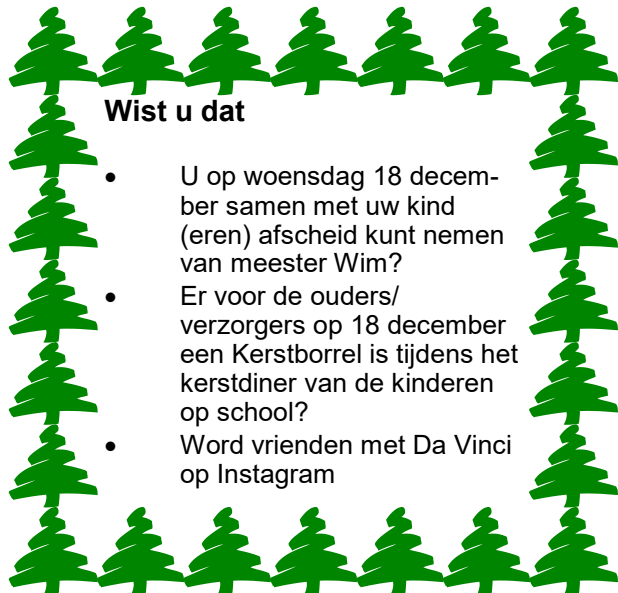 Wist u dat
• U op woensdag 18 decem-
ber samen met uw kind
(eren) afscheid kunt nemen
van meester Wim?
• Er voor de ouders/
verzorgers op 18 december
een Kerstborrel is tijdens het
kerstdiner van de kinderen
op school?
• Word vrienden met Da Vinci
op Instagram